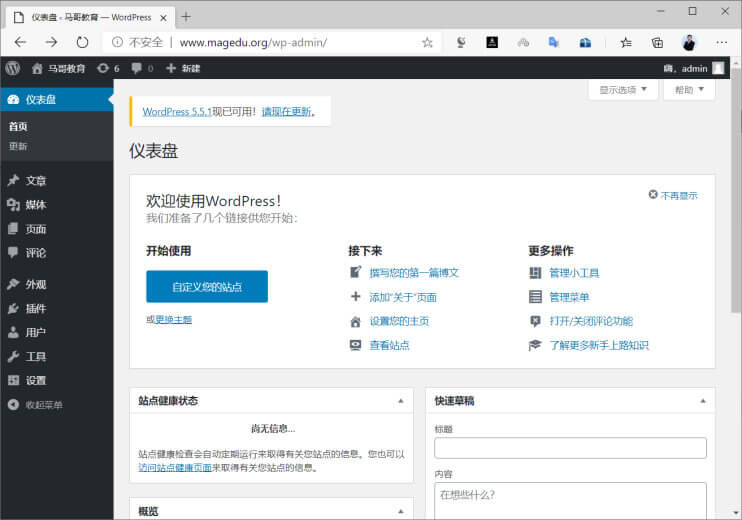 仪表盘 ‹ 马哥教育 — WordPress
不安全 www.magedu.org/wp-admin/
马哥教育 6 0 新建 嗨，admin
仪表盘
首页
更新
文章
媒体
页面
评论
外观
插件
用户
工具
设置
收起菜单
显示选项 帮助
WordPress 5.5.1现已可用！请现在更新。
仪表盘
欢迎使用WordPress！
不再显示
我们准备了几个链接供您开始：
开始使用
自定义您的站点
或更换主题
接下来
撰写您的第一篇博文
添加“关于”页面
设置您的主页
查看站点
更多操作
管理小工具
管理菜单
打开/关闭评论功能
了解更多新手上路知识
站点健康状态
尚无信息…
站点健康检查会自动定期运行来取得有关您站点的信息。您也可以
访问站点健康页面来取得有关您站点的信息。
概览
快速草稿
标题
内容
在想些什么？